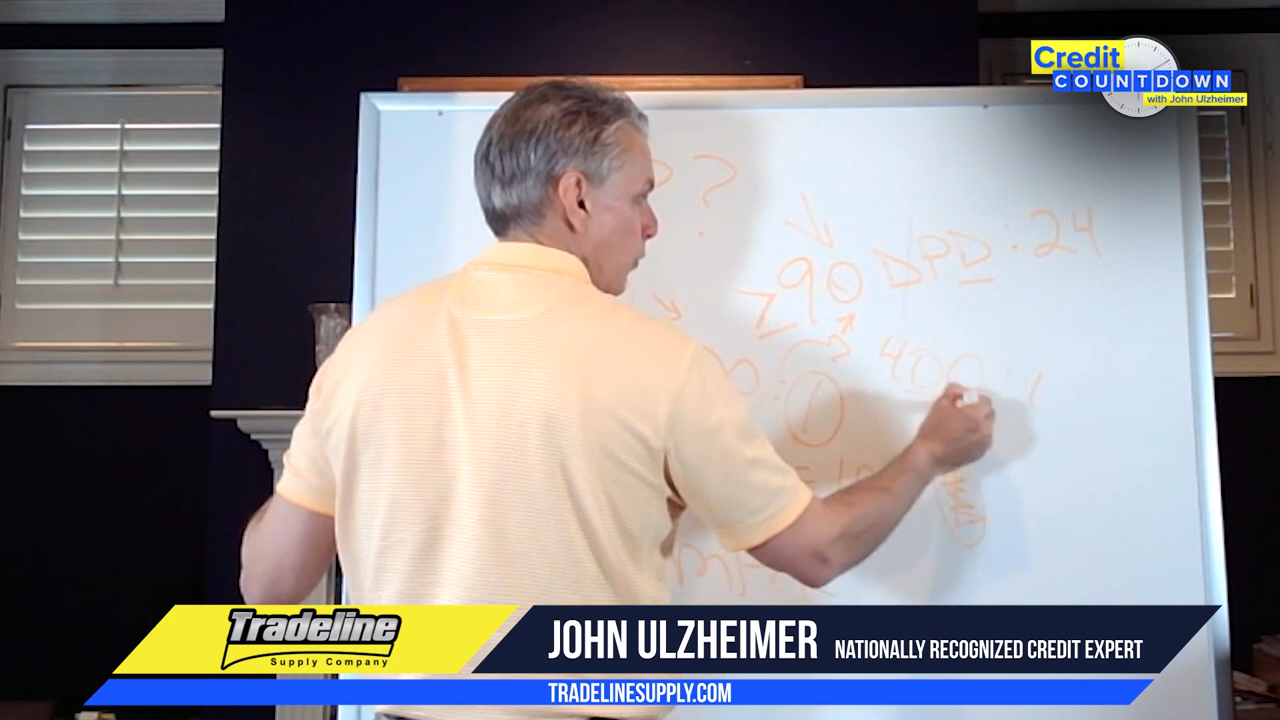 Credit
COUNTDOWN
with John Ulzheimer
?
90 DPD : 24
400 : 1
Tradeline
Supply Company
JOHN ULZHEIMER NATIONALLY RECOGNIZED CREDIT EXPERT
TRADELINESUPPLY.COM